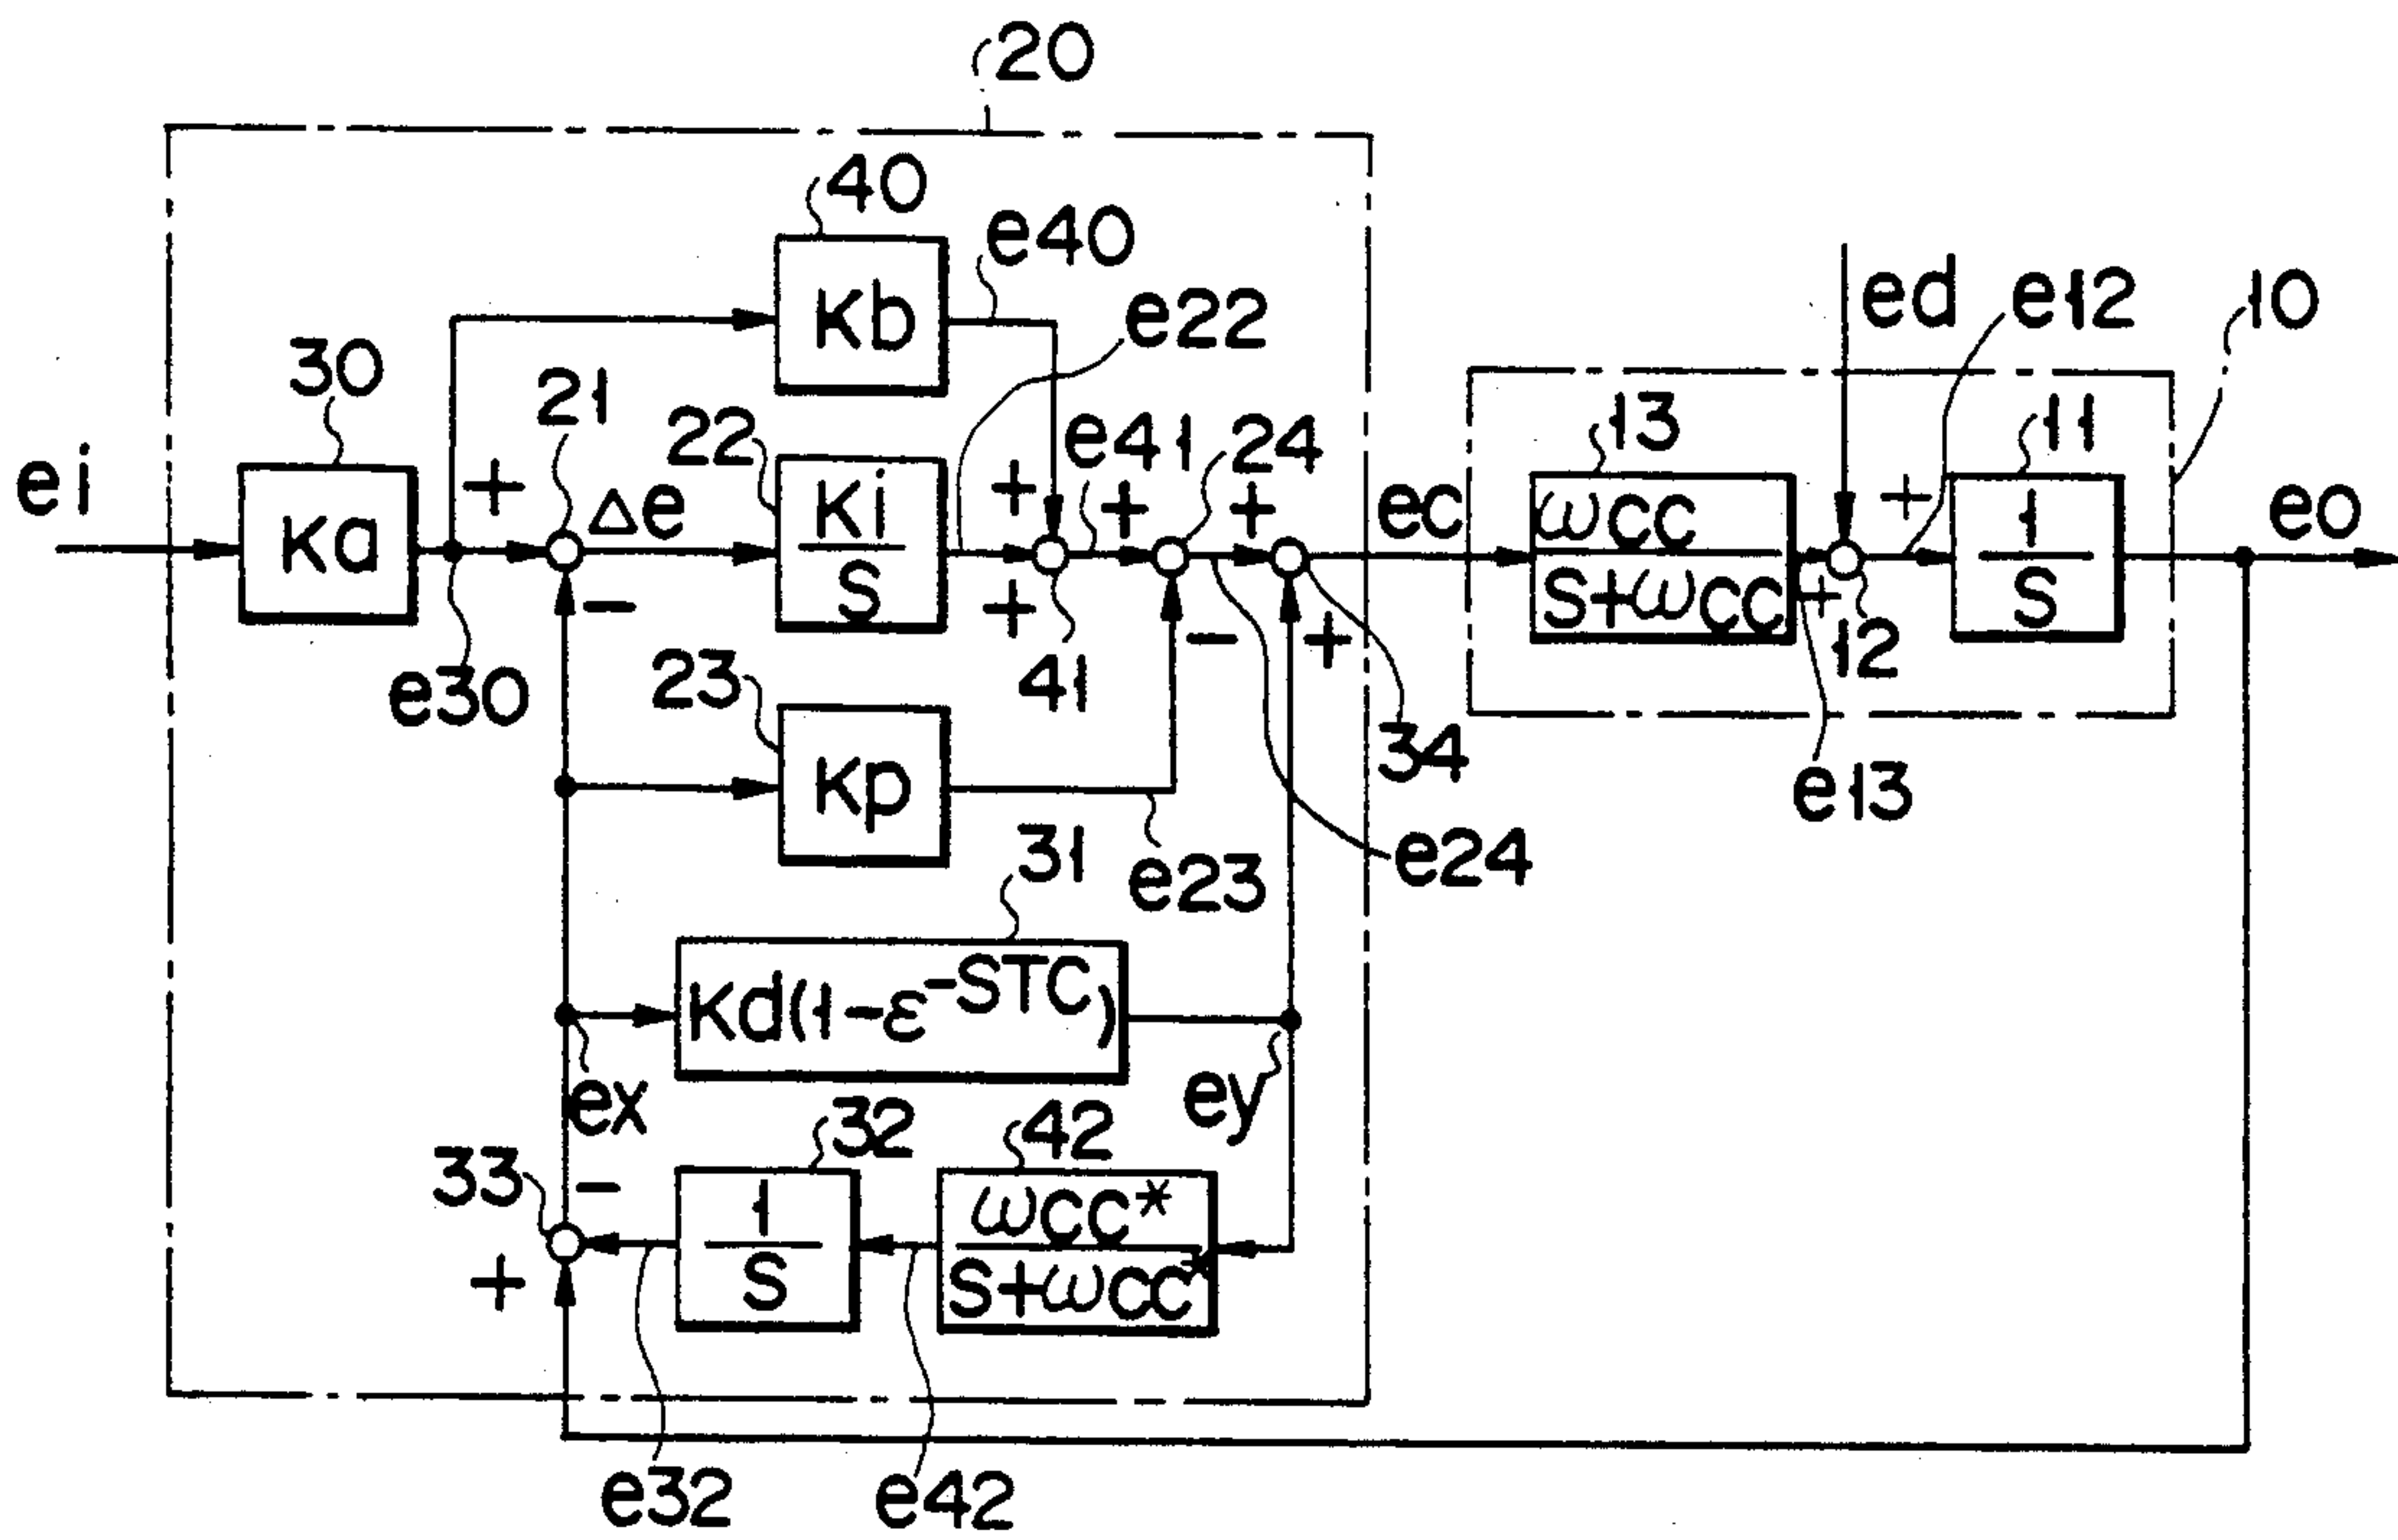 20
40
e40
Kb
e22
ed
e12
10
30
21
22
e41
24
13
11
ei
+
Δe
Ki
S
+
+
+
ec
ωcc
S+ωcc
+
1
S
eo
Ka
−
+
−
+
+
12
e30
23
41
34
Kp
e13
31
e23
e24
Kd(1-ε-STC)
ex
ey
32
42
33
−
1
S
ωcc*
S+ωcc*
+
e32
e42